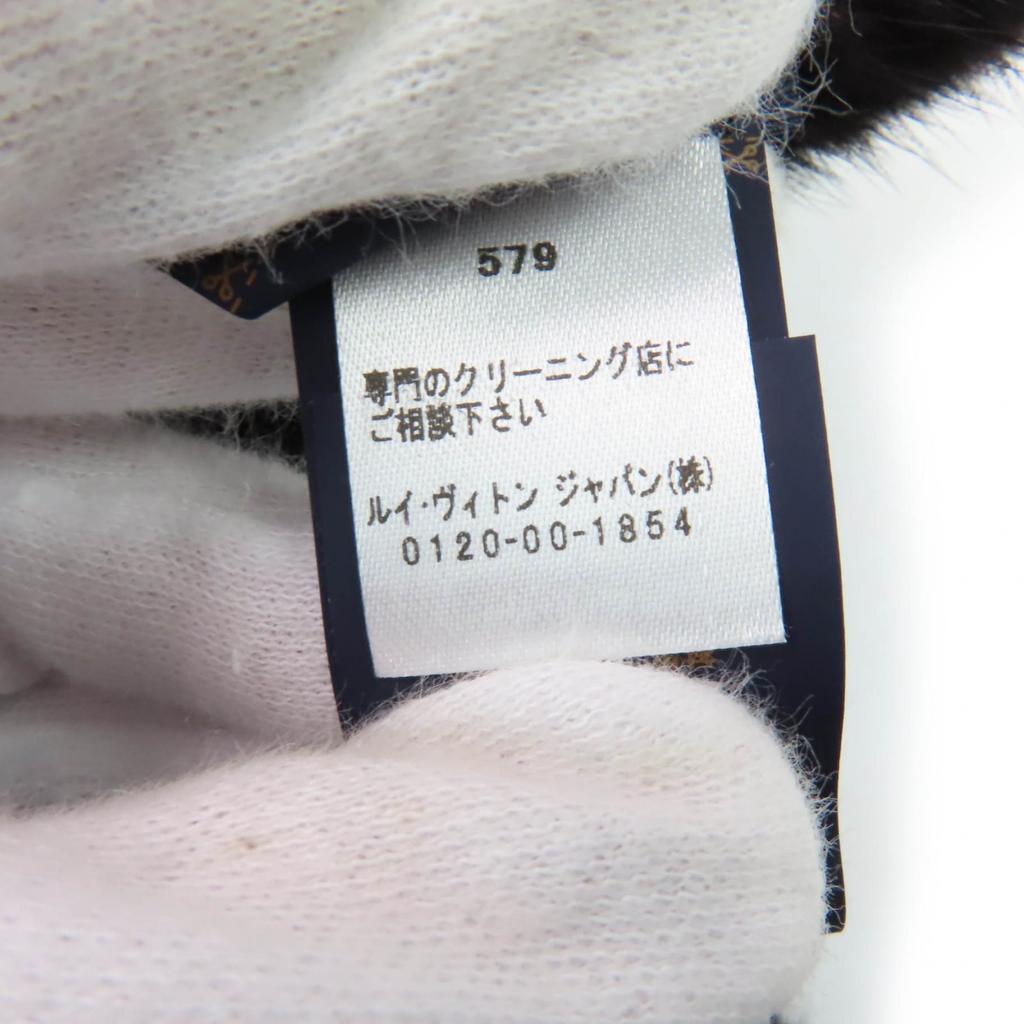 579
専門のクリーニング店に
ご相談下さい
ルイ・ヴィトン ジャパン(株)
0120-00-1854